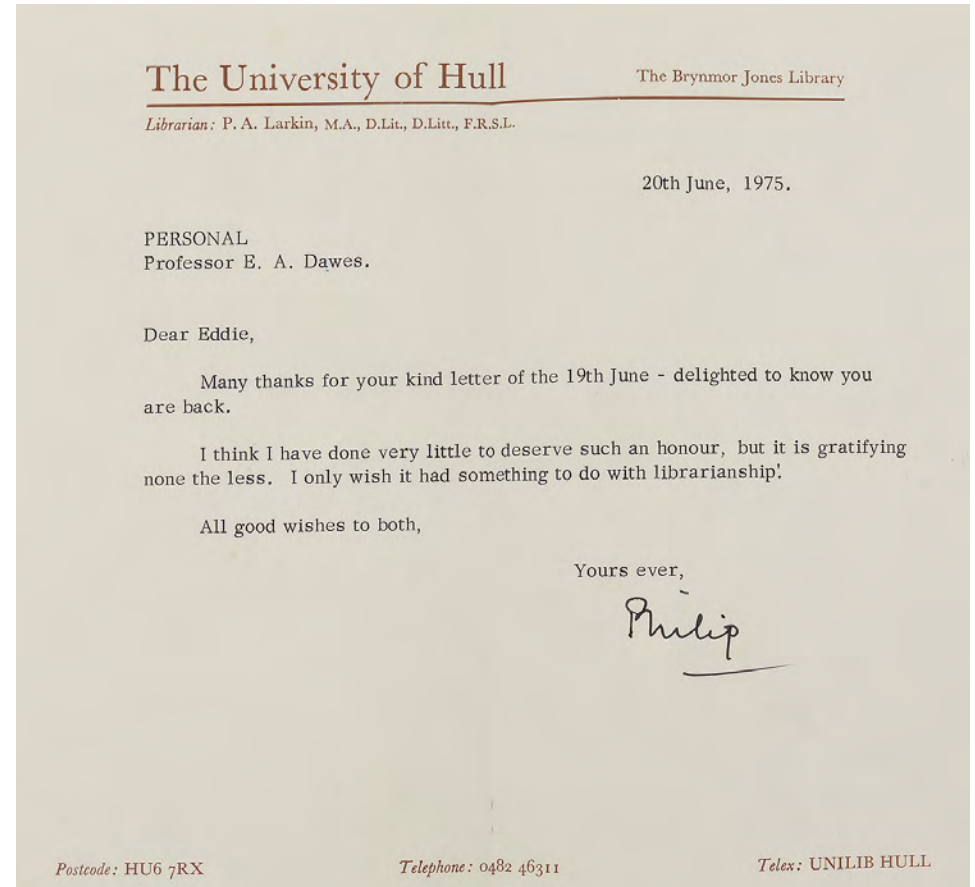 The University of Hull The Brynmor Jones Library
Librarian: P. A. Larkin, M.A., D.Lit., D.Litt., F.R.S.L.
20th June, 1975.
PERSONAL
Professor E. A. Dawes.
Dear Eddie,
Many thanks for your kind letter of the 19th June - delighted to know you
are back.
I think I have done very little to deserve such an honour, but it is gratifying
none the less. I only wish it had something to do with librarianship!
All good wishes to both,
Yours ever,
Philip
Postcode: HU6 7RX Telephone: 0482 46311 Telex: UNILIB HULL